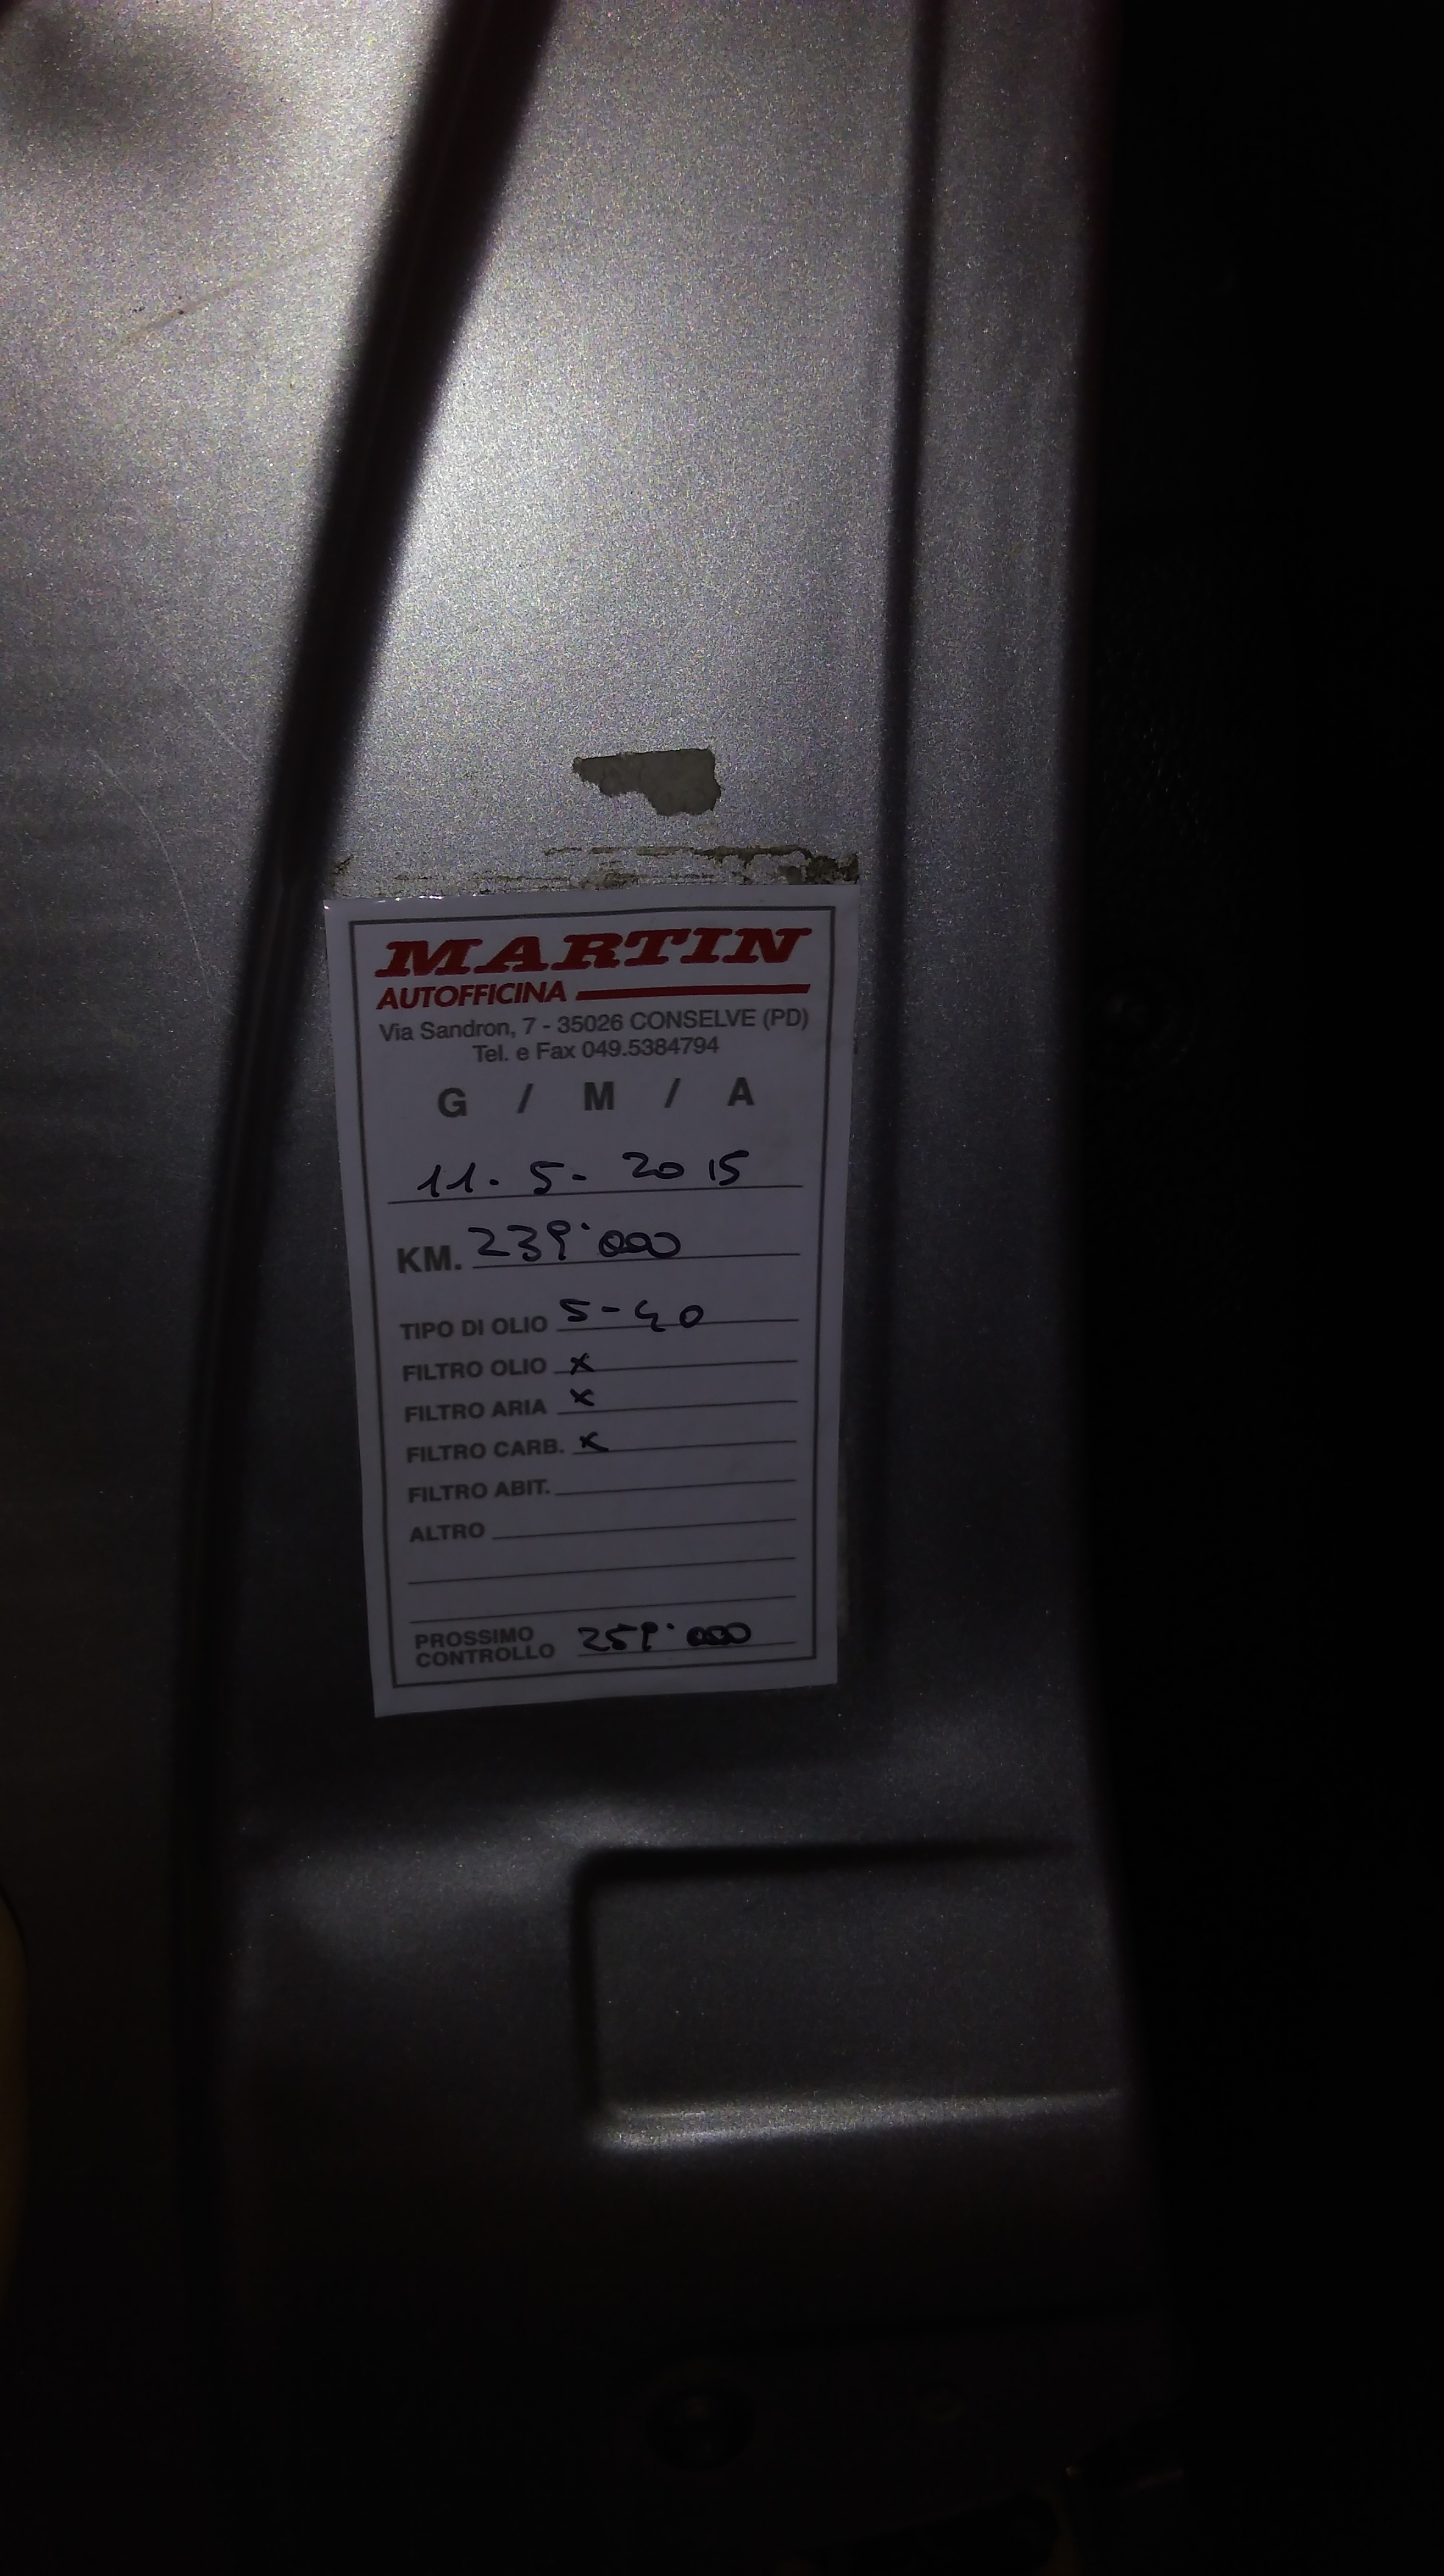 MARTIN
AUTOFFICINA
Via Sandron, 7 - 35026 CONSELVE (PD)
Tel. e Fax 049.5384794
G / M / A
11. 5- 2015
KM. 239'000
TIPO DI OLIO 5-40
FILTRO OLIO x
FILTRO ARIA x
FILTRO CARB. x
FILTRO ABIT.
ALTRO
PROSSIMO
CONTROLLO 259'000